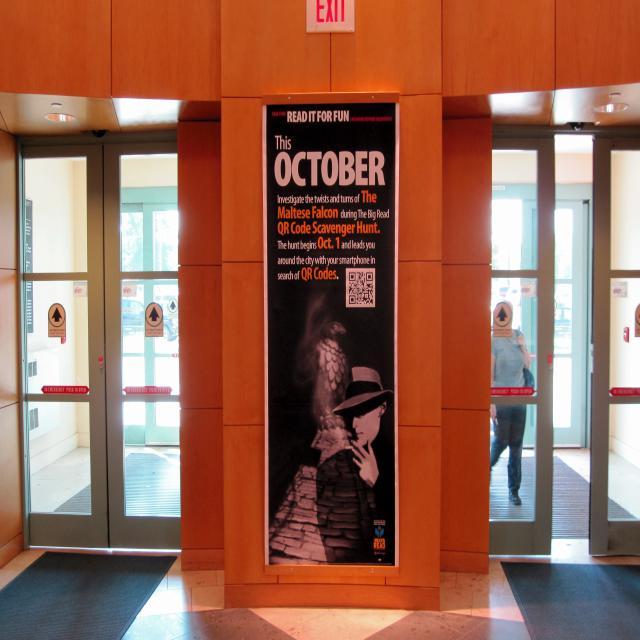 EXIT
READ IT FOR FUN
This
OCTOBER
Investigate the twists and turns of The
Maltese Falcon during The Big Read
QR Code Scavenger Hunt.
The hunt begins Oct. 1 and leads you
around the city with your smartphone in
search of QR Codes.